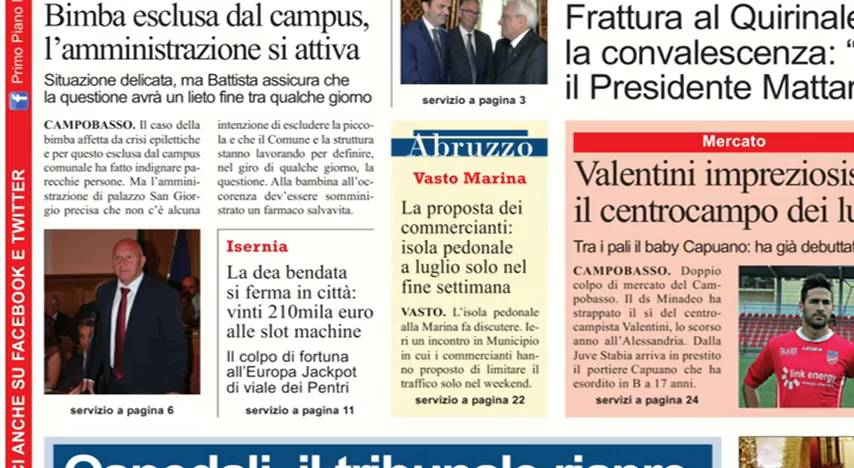 Bimba esclusa dal campus,
l'amministrazione si attiva
Situazione delicata, ma Battista assicura che
la questione avrà un lieto fine tra qualche giorno
CAMPOBASSO. Il caso della
bimba affetta da crisi epilettiche
e per questo esclusa dal campus
comunale ha fatto indignare pa-
recchie persone. Ma l'ammini-
strazione di palazzo San Gior-
gio precisa che non c'è alcuna
intenzione di escludere la picco-
la e che il Comune e la struttura
stanno lavorando per definire,
nel giro di qualche giorno, la
questione. Alla bambina all'oc-
correnza dev'essere sommini-
strato un farmaco salvavita.
servizio a pagina 6
Isernia
La dea bendata
si ferma in città:
vinti 210mila euro
alle slot machine
Il colpo di fortuna
all'Europa Jackpot
di viale dei Pentri
servizio a pagina 11
servizio a pagina 3
Abruzzo
Vasto Marina
La proposta dei
commercianti:
isola pedonale
a luglio solo nel
fine settimana
VASTO. L'isola pedonale
alla Marina fa discutere. Ie-
ri un incontro in Municipio
in cui i commercianti han-
no proposto di limitare il
traffico solo nel weekend.
servizio a pagina 22
Frattura al Quirinale
la convalescenza: "
il Presidente Mattar
Mercato
Valentini impreziosis
il centrocampo dei lu
Tra i pali il baby Capuano: ha già debuttat
CAMPOBASSO. Doppio
colpo di mercato del Cam-
pobasso. Il ds Minadeo ha
strappato il sì del centro-
campista Valentini, lo scorso
anno all'Alessandria. Dalla
Juve Stabia arriva in prestito
il portiere Capuano che ha
esordito in B a 17 anni.
servizi a pagina 24
link energy
Ospedali, il tribunale riapre
CI ANCHE SU FACEBOOK E TWITTER
Primo Piano